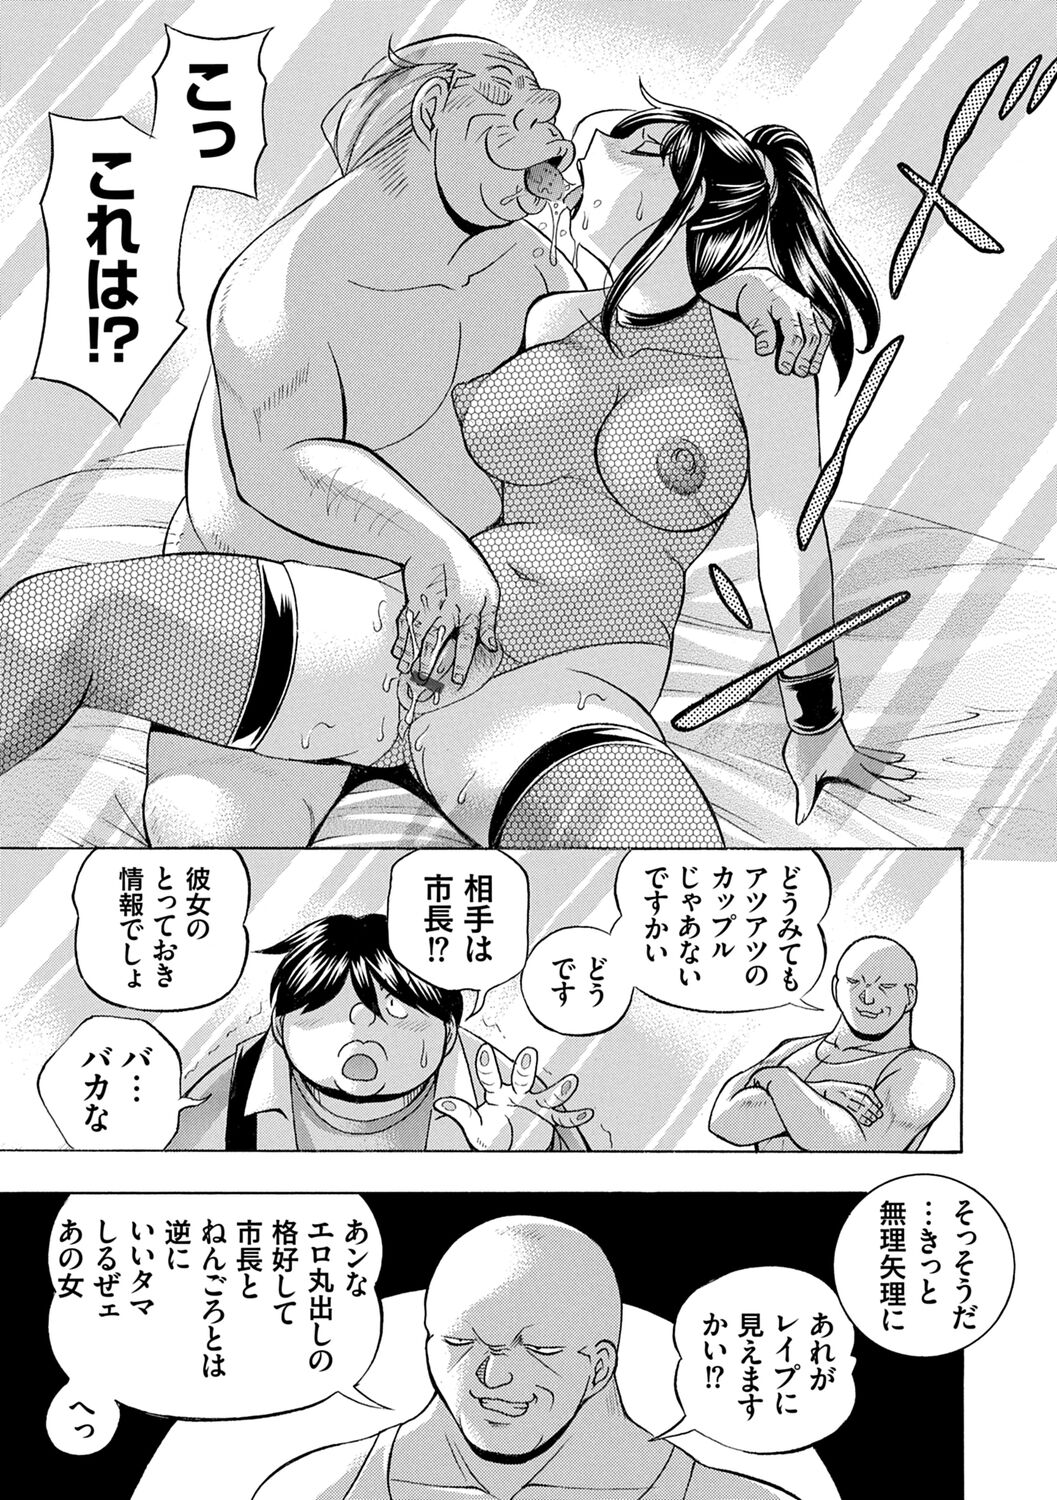 こっ
これは!?
ズズッ
どうみても
アツアツの
カップル
じゃあない
ですかい
どう
です
相手は
市長!?
彼女の
とっておき
情報でしょ
バ…
バカな
そっそうだ
…きっと
無理矢理に
あれが
レイプに
見えます
かい!?
あンな
エロ丸出しの
格好して
市長と
ねんごろとは
逆に
いいタマ
しるぜェ
あの女
へっ